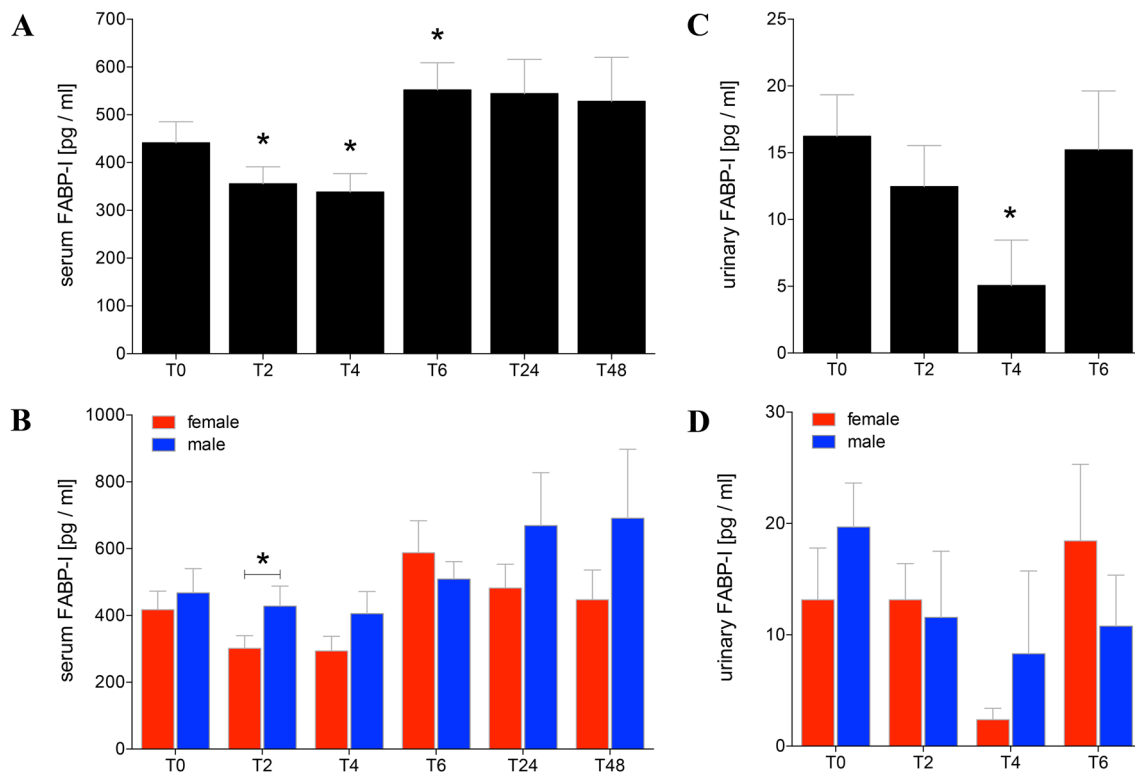 A
serum FABP-I [pg / ml]
700
600
500
400
300
200
100
0
*
*
*
T0 T2 T4 T6 T24 T48
C
urinary FABP-I [pg / ml]
25
20
15
10
5
0
*
T0 T2 T4 T6
B
serum FABP-I [pg / ml]
1000
800
600
400
200
0
female
male
*
T0 T2 T4 T6 T24 T48
D
urinary FABP-I [pg / ml]
30
20
10
0
female
male
T0 T2 T4 T6